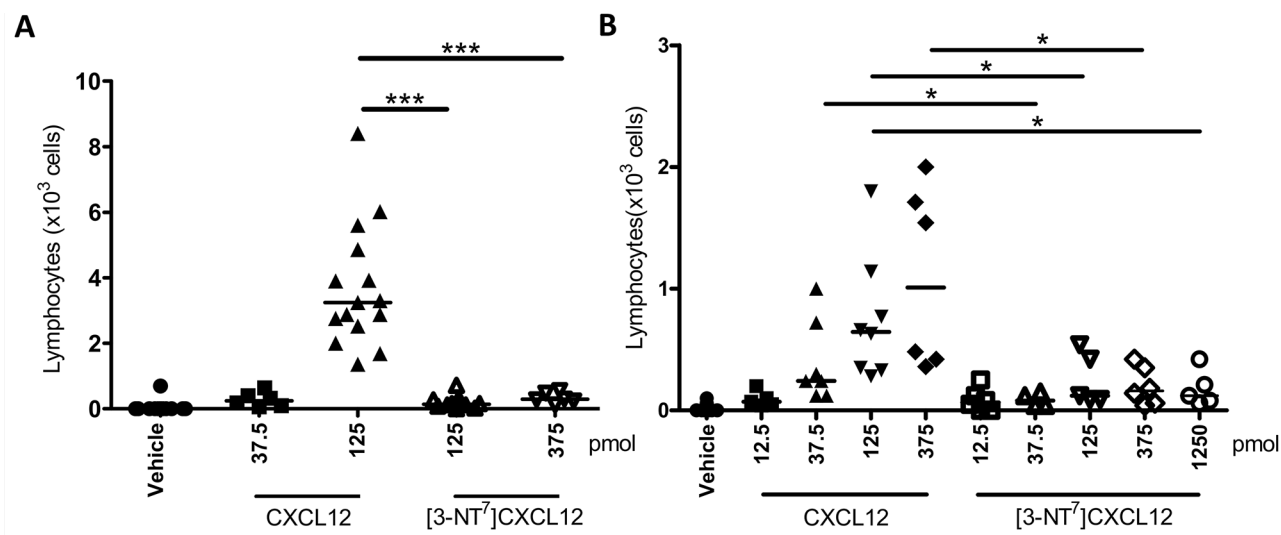 A
Lymphocytes (x10³ cells)
10
8
6
4
2
0
***
***
Vehicle
37.5
125
125
375
pmol
CXCL12
[3-NT⁷]CXCL12
B
Lymphocytes(x10³ cells)
3
2
1
0
*
*
*
*
Vehicle
12.5
37.5
125
375
12.5
37.5
125
375
1250
pmol
CXCL12
[3-NT⁷]CXCL12